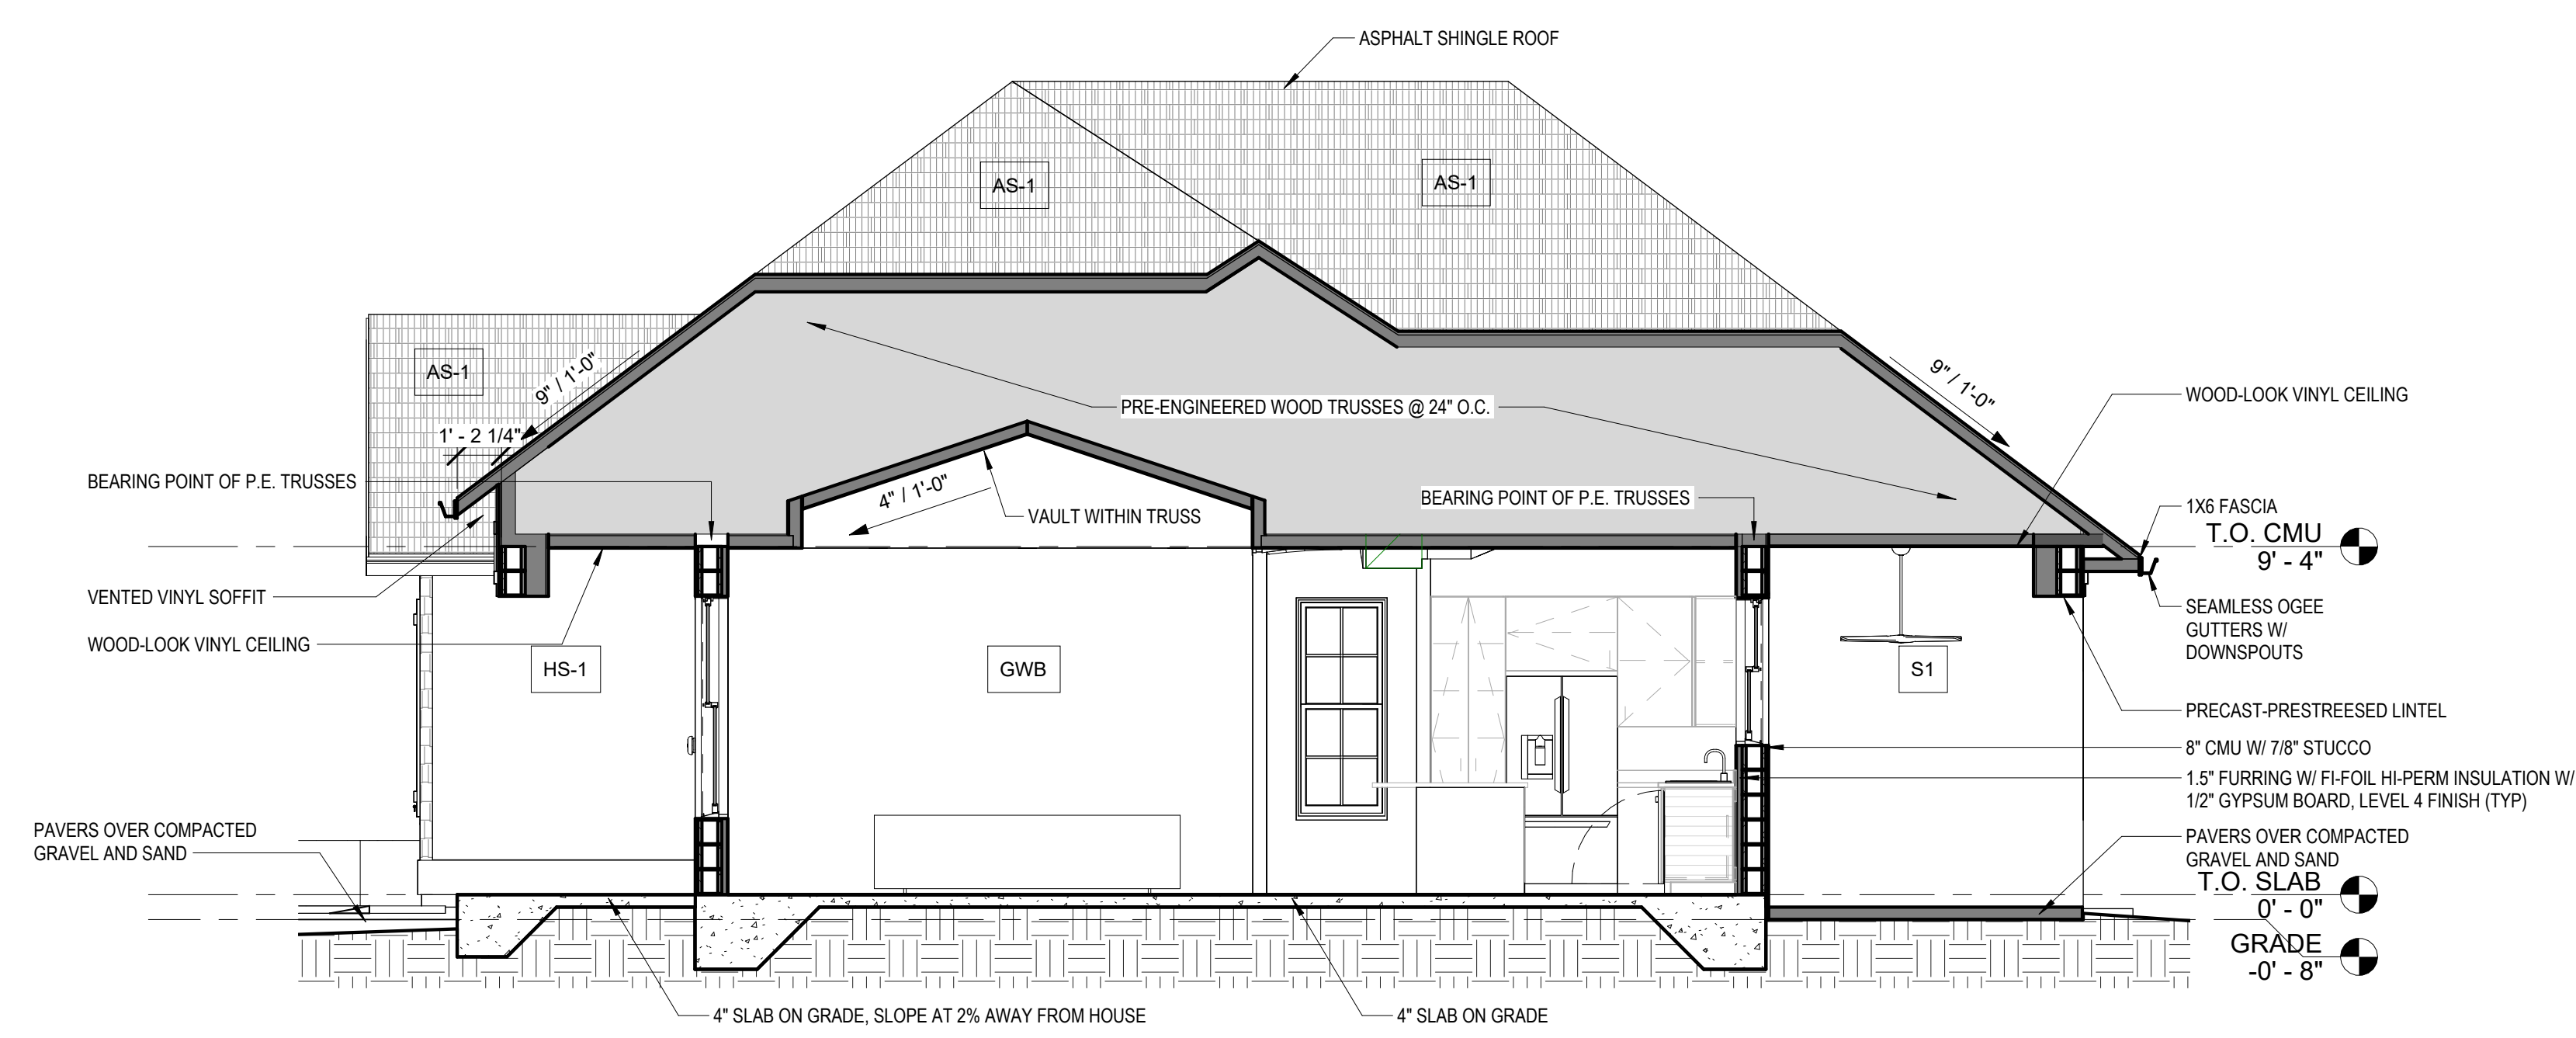 ASPHALT SHINGLE ROOF
AS-1
AS-1
AS-1
9" / 1'-0"
9" / 1'-0"
1' - 2 1/4"
PRE-ENGINEERED WOOD TRUSSES @ 24" O.C.
WOOD-LOOK VINYL CEILING
BEARING POINT OF P.E. TRUSSES
4" / 1'-0"
VAULT WITHIN TRUSS
BEARING POINT OF P.E. TRUSSES
1X6 FASCIA
T.O. CMU
9' - 4"
VENTED VINYL SOFFIT
WOOD-LOOK VINYL CEILING
SEAMLESS OGEE
GUTTERS W/
DOWNSPOUTS
HS-1
GWB
S1
PRECAST-PRESTREESED LINTEL
8" CMU W/ 7/8" STUCCO
1.5" FURRING W/ FI-FOIL HI-PERM INSULATION W/
1/2" GYPSUM BOARD, LEVEL 4 FINISH (TYP)
PAVERS OVER COMPACTED
GRAVEL AND SAND
PAVERS OVER COMPACTED
GRAVEL AND SAND
T.O. SLAB
0' - 0"
GRADE
-0' - 8"
4" SLAB ON GRADE, SLOPE AT 2% AWAY FROM HOUSE
4" SLAB ON GRADE